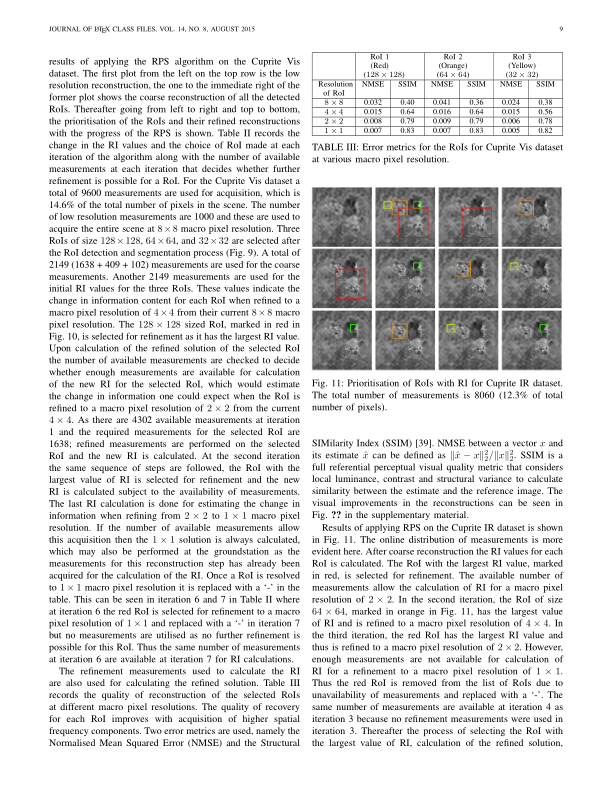 JOURNAL OF LATEX CLASS FILES, VOL. 14, NO. 8, AUGUST 2015
9
results of applying the RPS algorithm on the Cuprite Vis
dataset. The first plot from the left on the top row is the low
resolution reconstruction, the one to the immediate right of the
former plot shows the coarse reconstruction of all the detected
RoIs. Thereafter going from left to right and top to bottom,
the prioritisation of the RoIs and their refined reconstructions
with the progress of the RPS is shown. Table II records the
change in the RI values and the choice of RoI made at each
iteration of the algorithm along with the number of available
measurements at each iteration that decides whether further
refinement is possible for a RoI. For the Cuprite Vis dataset a
total of 9600 measurements are used for acquisition, which is
14.6% of the total number of pixels in the scene. The number
of low resolution measurements are 1000 and these are used to
acquire the entire scene at 8 × 8 macro pixel resolution. Three
RoIs of size 128×128, 64×64, and 32×32 are selected after
the RoI detection and segmentation process (Fig. 9). A total of
2149 (1638 + 409 + 102) measurements are used for the coarse
measurements. Another 2149 measurements are used for the
initial RI values for the three RoIs. These values indicate the
change in information content for each RoI when refined to a
macro pixel resolution of 4×4 from their current 8×8 macro
pixel resolution. The 128 × 128 sized RoI, marked in red in
Fig. 10, is selected for refinement as it has the largest RI value.
Upon calculation of the refined solution of the selected RoI
the number of available measurements are checked to decide
whether enough measurements are available for calculation
of the new RI for the selected RoI, which would estimate
the change in information one could expect when the RoI is
refined to a macro pixel resolution of 2 × 2 from the current
4 × 4. As there are 4302 available measurements at iteration
1 and the required measurements for the selected RoI are
1638; refined measurements are performed on the selected
RoI and the new RI is calculated. At the second iteration
the same sequence of steps are followed, the RoI with the
largest value of RI is selected for refinement and the new
RI is calculated subject to the availability of measurements.
The last RI calculation is done for estimating the change in
information when refining from 2 × 2 to 1 × 1 macro pixel
resolution. If the number of available measurements allow
this acquisition then the 1 × 1 solution is always calculated,
which may also be performed at the groundstation as the
measurements for this reconstruction step has already been
acquired for the calculation of the RI. Once a RoI is resolved
to 1 × 1 macro pixel resolution it is replaced with a ‘-’ in the
table. This can be seen in iteration 6 and 7 in Table II where
at iteration 6 the red RoI is selected for refinement to a macro
pixel resolution of 1 × 1 and replaced with a ‘-’ in iteration 7
but no measurements are utilised as no further refinement is
possible for this RoI. Thus the same number of measurements
at iteration 6 are available at iteration 7 for RI calculations.
The refinement measurements used to calculate the RI
are also used for calculating the refined solution. Table III
records the quality of reconstruction of the selected RoIs
at different macro pixel resolutions. The quality of recovery
for each RoI improves with acquisition of higher spatial
frequency components. Two error metrics are used, namely the
Normalised Mean Squared Error (NMSE) and the Structural
RoI 1 RoI 2 RoI 3
(Red) (Orange) (Yellow)
(128 × 128) (64 × 64) (32 × 32)
Resolution NMSE SSIM NMSE SSIM NMSE SSIM
of RoI
8 × 8 0.032 0.40 0.041 0.36 0.024 0.38
4 × 4 0.015 0.64 0.016 0.64 0.015 0.56
2 × 2 0.008 0.79 0.009 0.79 0.006 0.78
1 × 1 0.007 0.83 0.007 0.83 0.005 0.82
TABLE III: Error metrics for the RoIs for Cuprite Vis dataset
at various macro pixel resolution.
Fig. 11: Prioritisation of RoIs with RI for Cuprite IR dataset.
The total number of measurements is 8060 (12.3% of total
number of pixels).
SIMilarity Index (SSIM) [39]. NMSE between a vector x and
its estimate x̂ can be defined as ‖x̂ − x‖²₂/‖x‖²₂. SSIM is a
full referential perceptual visual quality metric that considers
local luminance, contrast and structural variance to calculate
similarity between the estimate and the reference image. The
visual improvements in the reconstructions can be seen in
Fig. ?? in the supplementary material.
Results of applying RPS on the Cuprite IR dataset is shown
in Fig. 11. The online distribution of measurements is more
evident here. After coarse reconstruction the RI values for each
RoI is calculated. The RoI with the largest RI value, marked
in red, is selected for refinement. The available number of
measurements allow the calculation of RI for a macro pixel
resolution of 2 × 2. In the second iteration, the RoI of size
64 × 64, marked in orange in Fig. 11, has the largest value
of RI and is refined to a macro pixel resolution of 4 × 4. In
the third iteration, the red RoI has the largest RI value and
thus is refined to a macro pixel resolution of 2 × 2. However,
enough measurements are not available for calculation of
RI for a refinement to a macro pixel resolution of 1 × 1.
Thus the red RoI is removed from the list of RoIs due to
unavailability of measurements and replaced with a ‘-’. The
same number of measurements are available at iteration 4 as
iteration 3 because no refinement measurements were used in
iteration 3. Thereafter the process of selecting the RoI with
the largest value of RI, calculation of the refined solution,